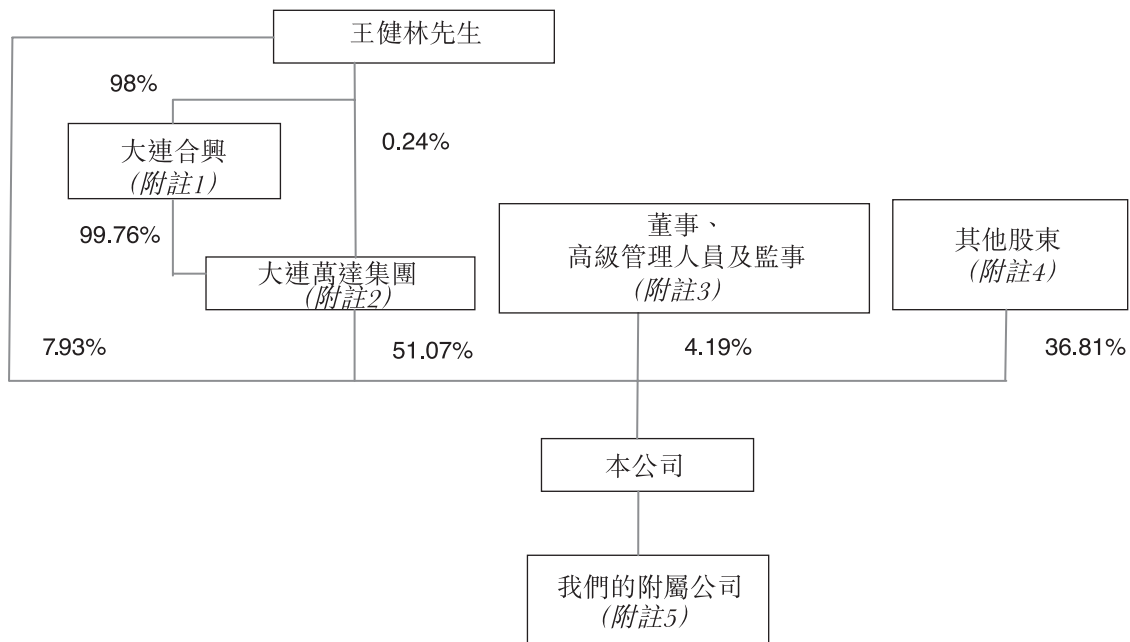 王健林先生
98%
0.24%
大連合興
(附註1)
99.76%
大連萬達集團
(附註2)
董事、
高級管理人員及監事
(附註3)
其他股東
(附註4)
7.93%
51.07%
4.19%
36.81%
本公司
我們的附屬公司
(附註5)